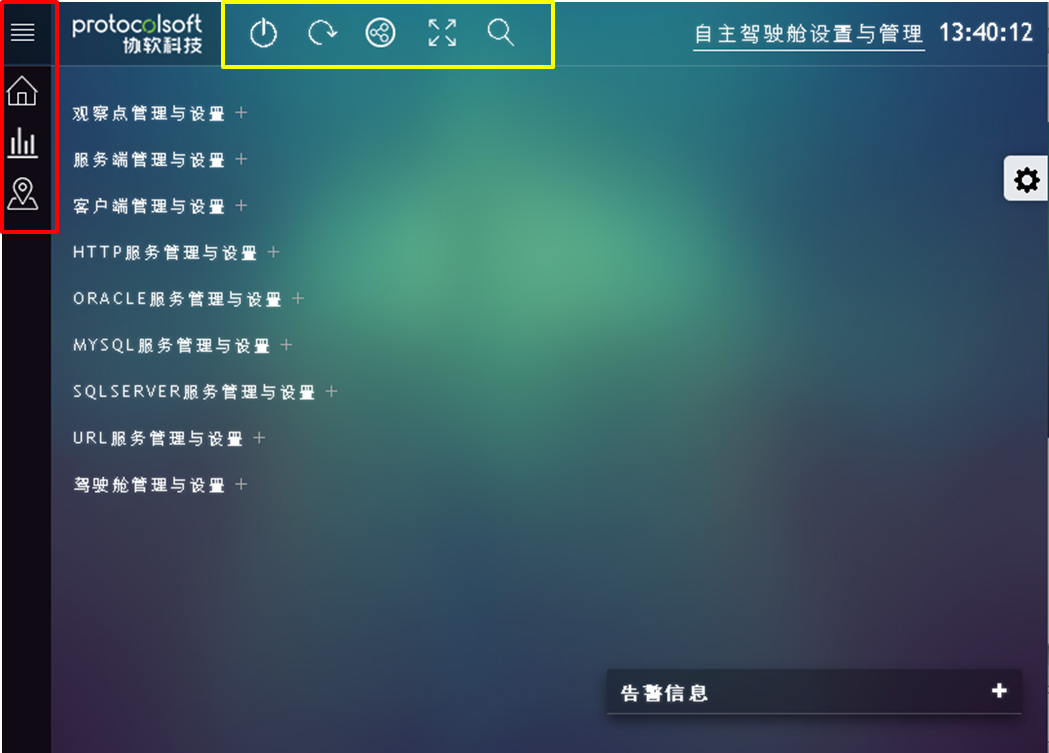 protocolsoft
协软科技
自主驾驶舱设置与管理 13:40:12
观察点管理与设置 +
服务端管理与设置 +
客户端管理与设置 +
HTTP服务管理与设置 +
ORACLE服务管理与设置 +
MYSQL服务管理与设置 +
SQLSERVER服务管理与设置 +
URL服务管理与设置 +
驾驶舱管理与设置 +
告警信息 +